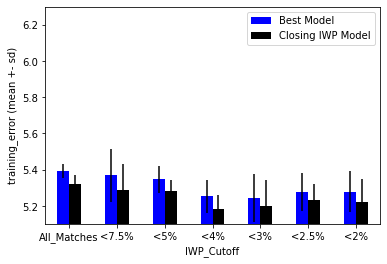 6.2
6.0
5.8
5.6
5.4
5.2
training_error (mean +- sd)
Best Model
Closing IWP Model
All_Matches <7.5% <5% <4% <3% <2.5% <2%
IWP_Cutoff